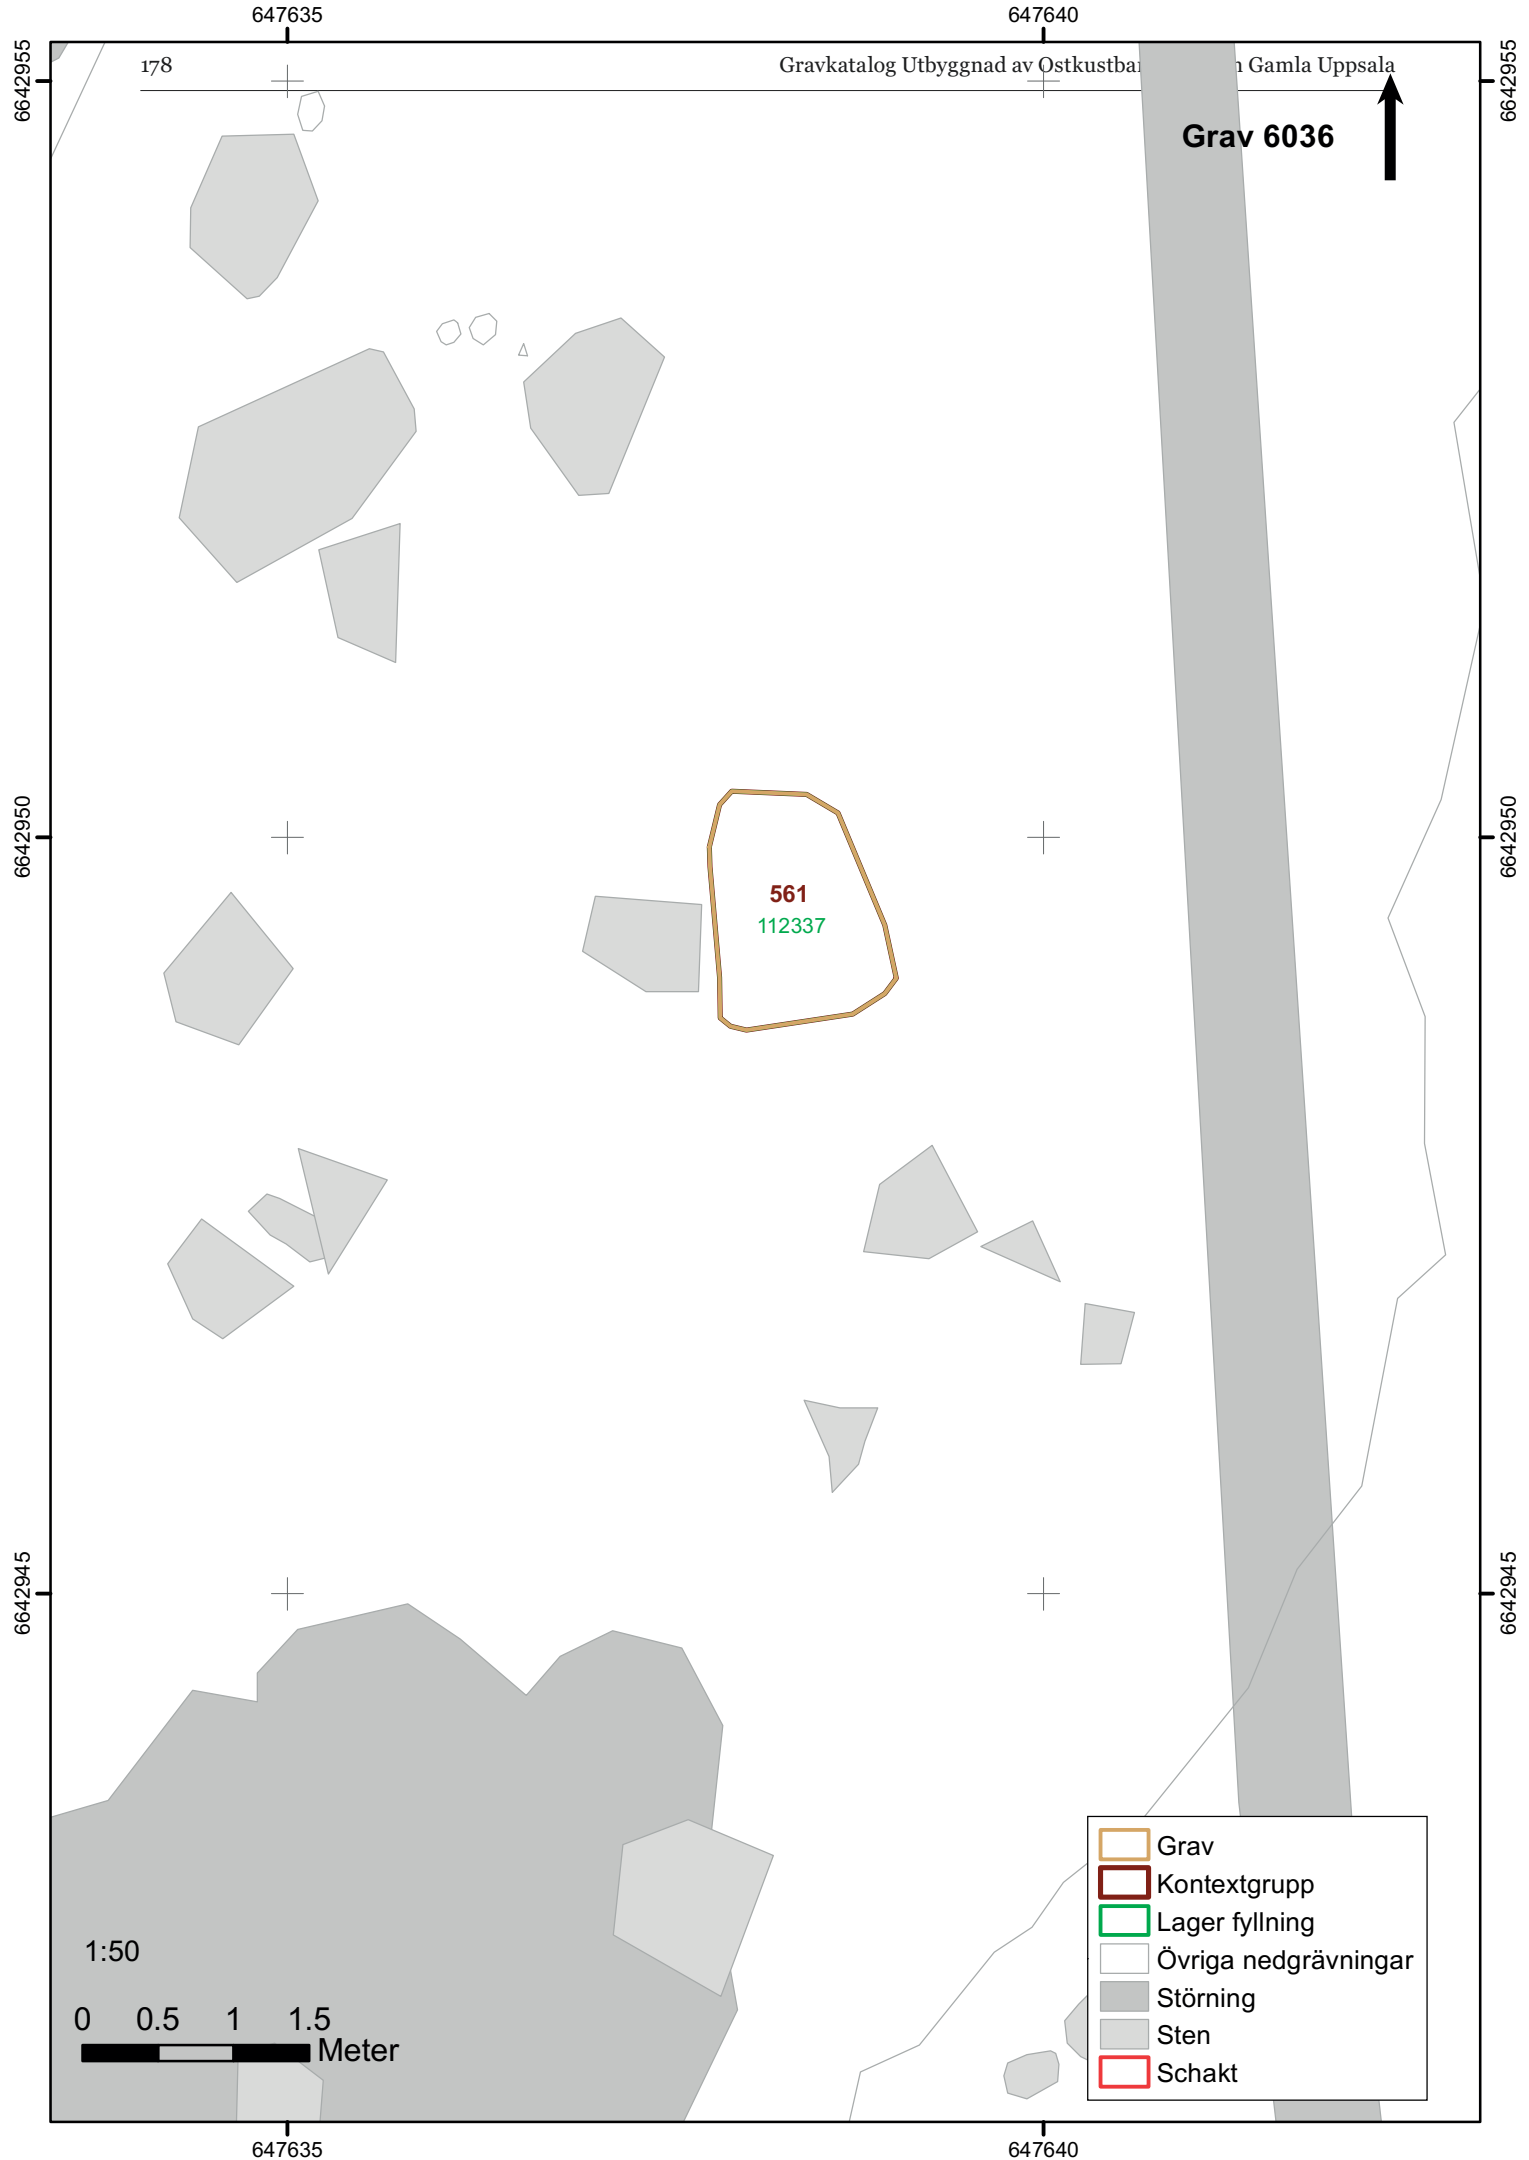 647635 647640
178 Gravkatalog Utbyggnad av Ostkustbar n Gamla Uppsala
6642955 6642955
Grav 6036
6642950 6642950
561
112337
6642945 6642945
Grav
Kontextgrupp
Lager fyllning
Övriga nedgrävningar
Störning
Sten
Schakt
1:50
0 0.5 1 1.5
Meter
647635 647640